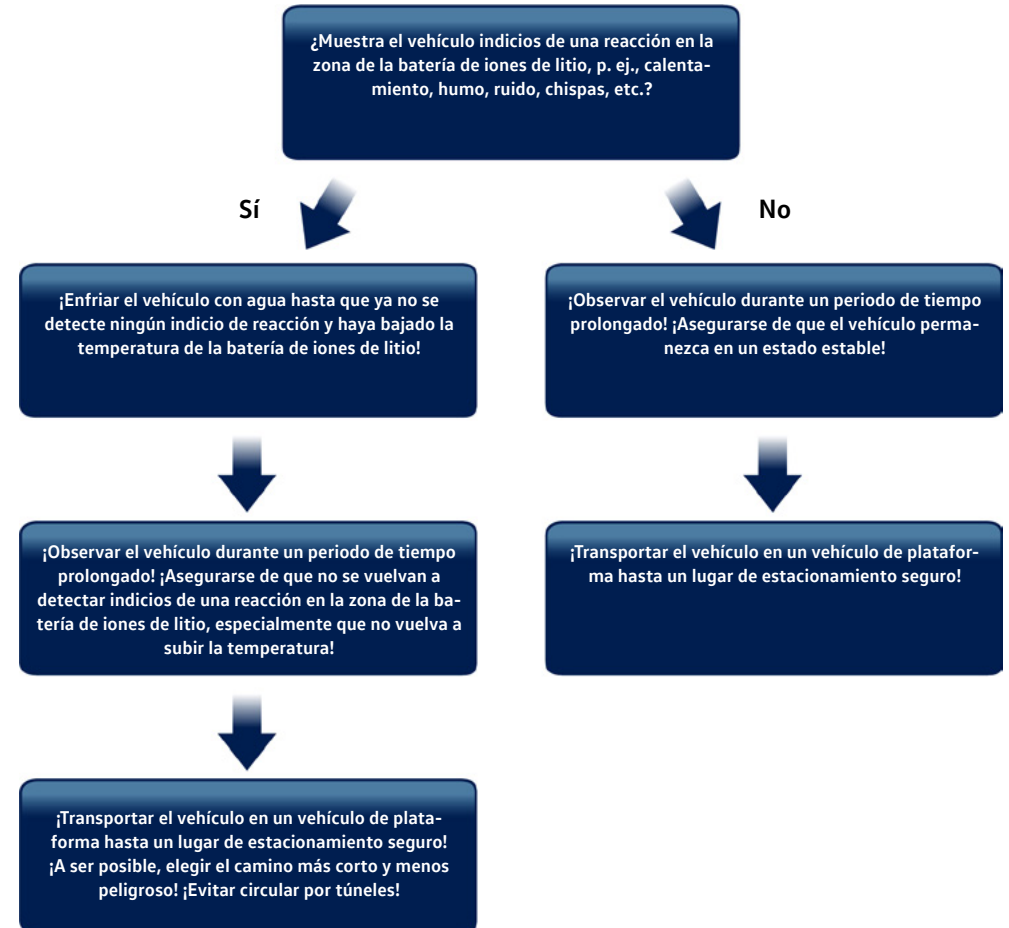 ¿Muestra el vehículo indicios de una reacción en la
zona de la batería de iones de litio, p. ej., calenta-
miento, humo, ruido, chispas, etc.?
Sí
No
¡Enfriar el vehículo con agua hasta que ya no se
detecte ningún indicio de reacción y haya bajado la
temperatura de la batería de iones de litio!
¡Observar el vehículo durante un periodo de tiempo
prolongado! ¡Asegurarse de que el vehículo perma-
nezca en un estado estable!
¡Observar el vehículo durante un periodo de tiempo
prolongado! ¡Asegurarse de que no se vuelvan a
detectar indicios de una reacción en la zona de la ba-
tería de iones de litio, especialmente que no vuelva a
subir la temperatura!
¡Transportar el vehículo en un vehículo de platafor-
ma hasta un lugar de estacionamiento seguro!
¡Transportar el vehículo en un vehículo de plata-
forma hasta un lugar de estacionamiento seguro!
¡A ser posible, elegir el camino más corto y menos
peligroso! ¡Evitar circular por túneles!